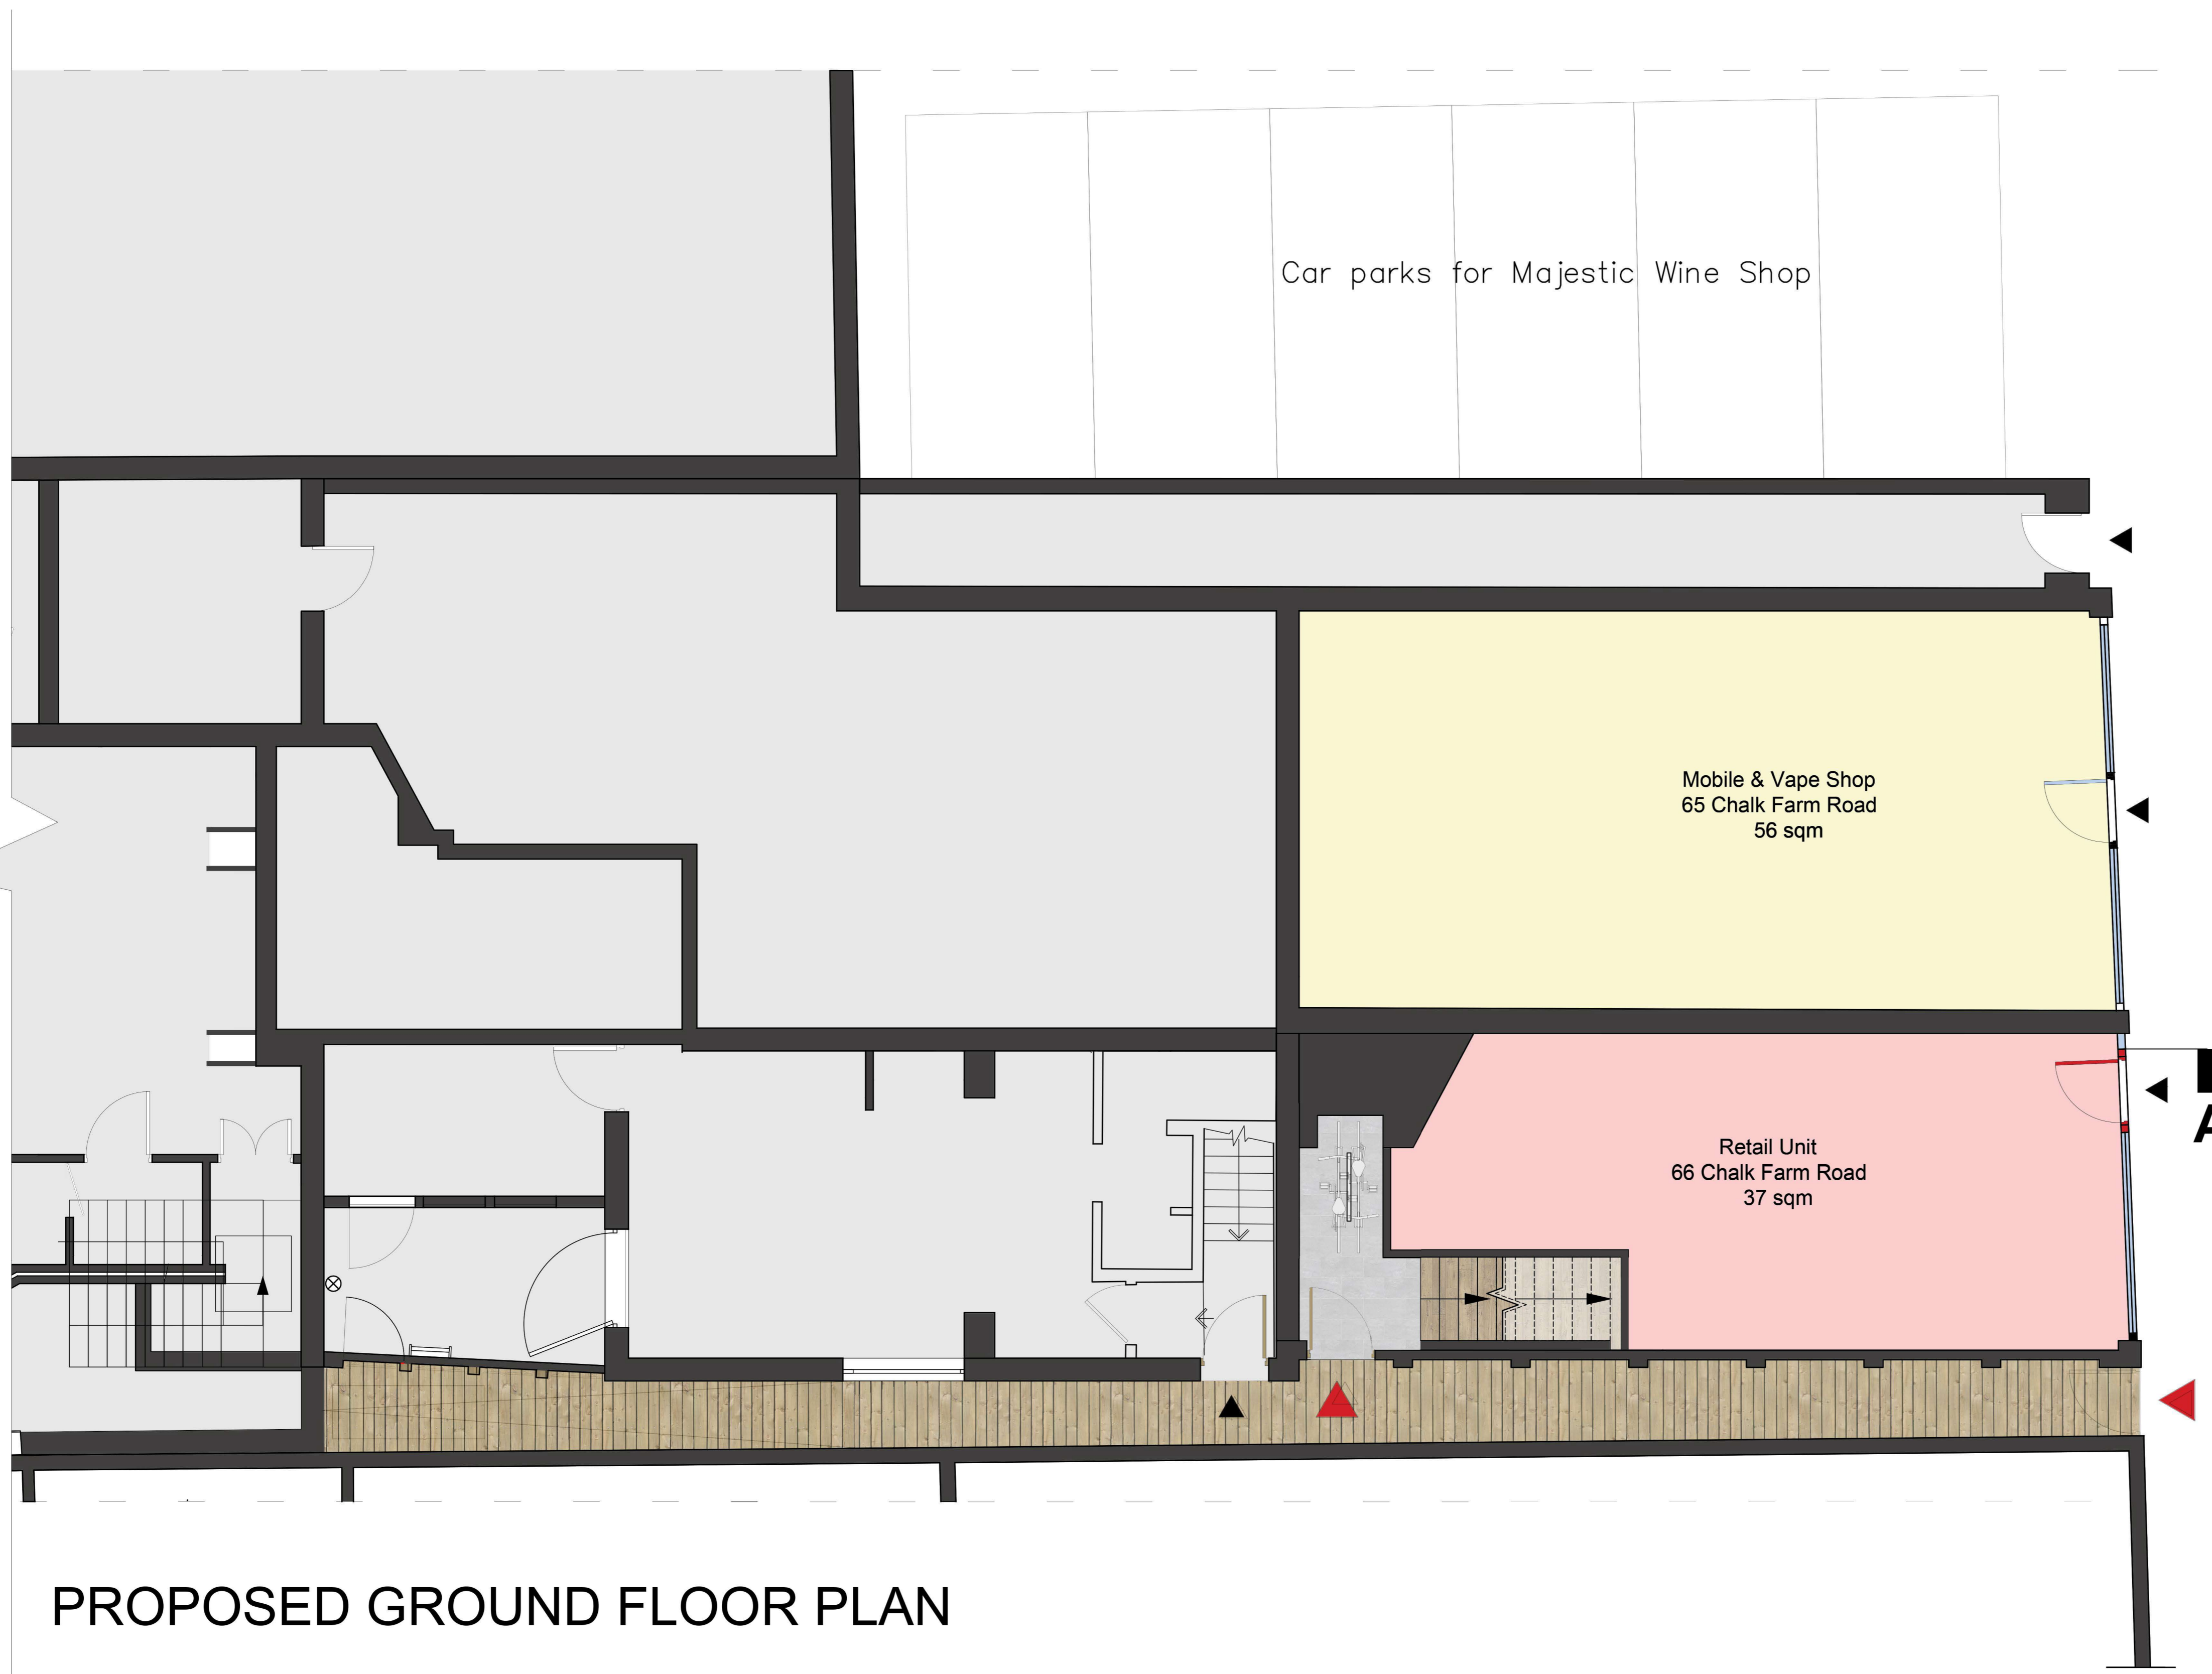 Car parks for Majestic Wine Shop
Mobile & Vape Shop
65 Chalk Farm Road
56 sqm
Retail Unit
66 Chalk Farm Road
37 sqm
PROPOSED GROUND FLOOR PLAN